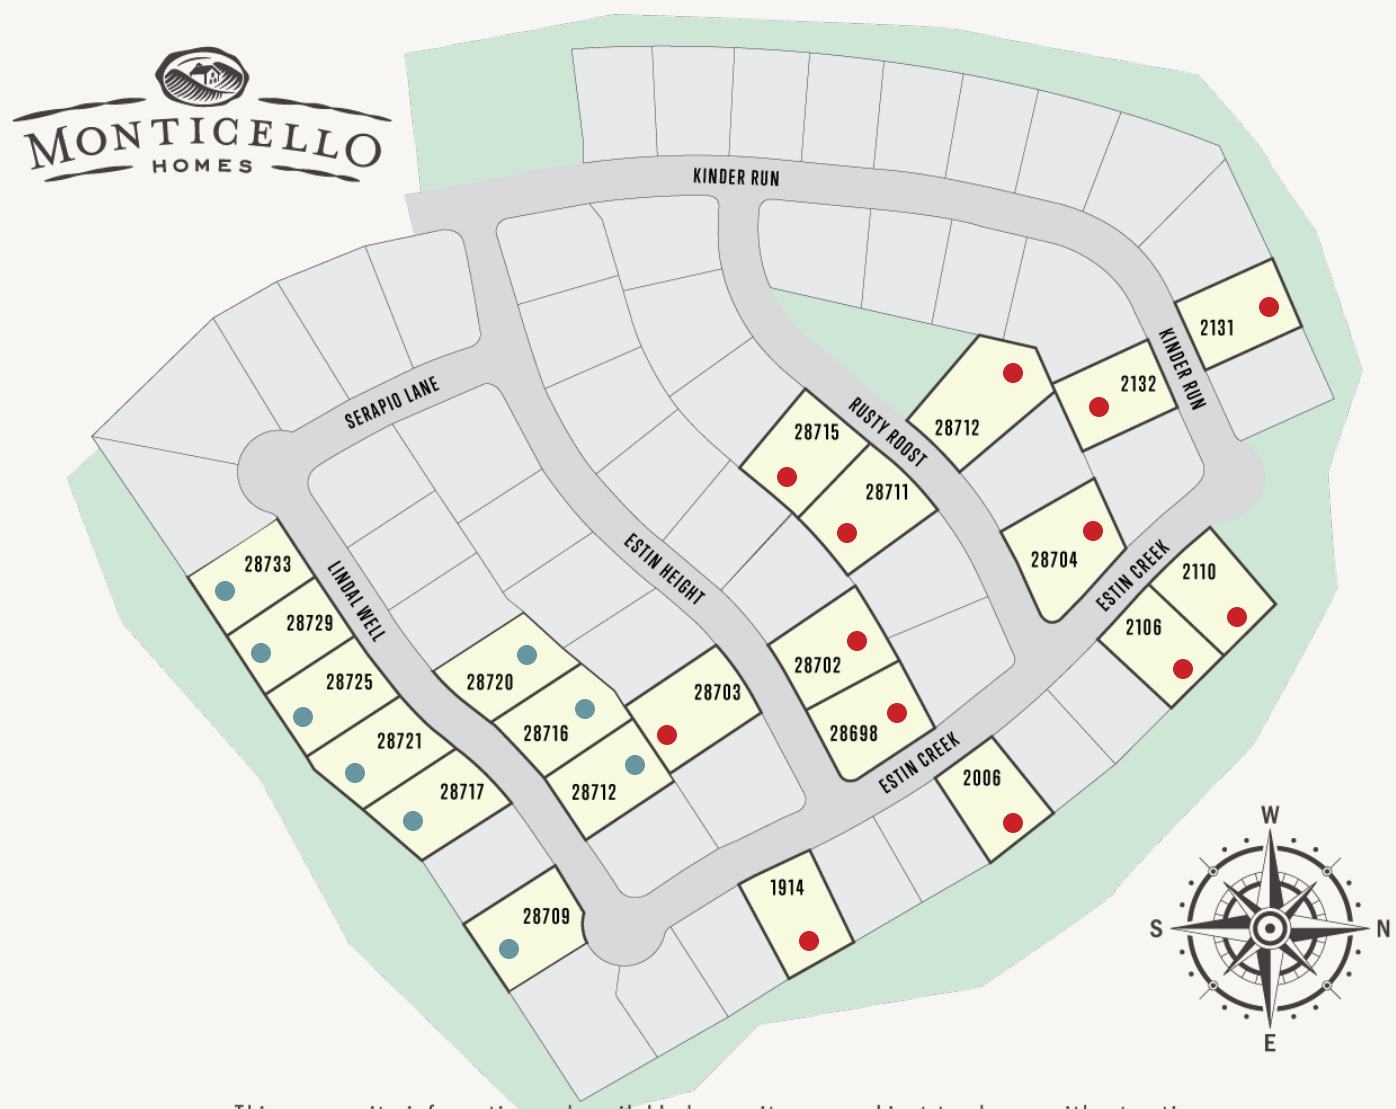 MONTICELLO
HOMES
KINDER RUN
2131
KINDER RUN
2132
SERAPIO LANE
RUSTY ROOST
28712
28715
28711
28704
ESTIN HEIGHT
28733
LINDAL WELL
28729
ESTIN CREEK
2110
2106
28725
28720
28703
28702
28716
28698
28721
28717
28712
ESTIN CREEK
2006
1914
28709
W
S
N
E